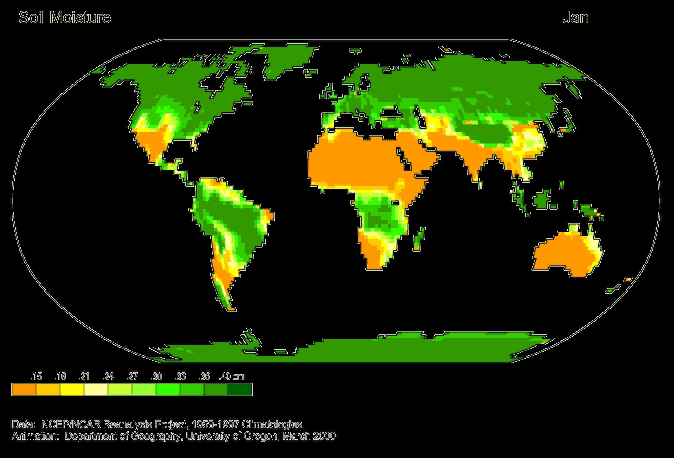 Soil Moisture
Jan
.15 .18 .21 .24 .27 .30 .33 .36 .40 cm
Data: NCEP/NCAR Reanalysis Project, 1959-1997 Climatologies
Animation: Department of Geography, University of Oregon, March 2000